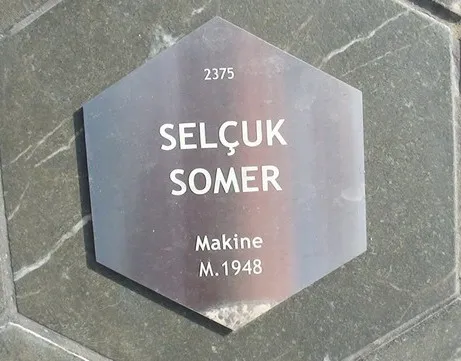 2375
SELÇUK
SOMER
Makine
M.1948